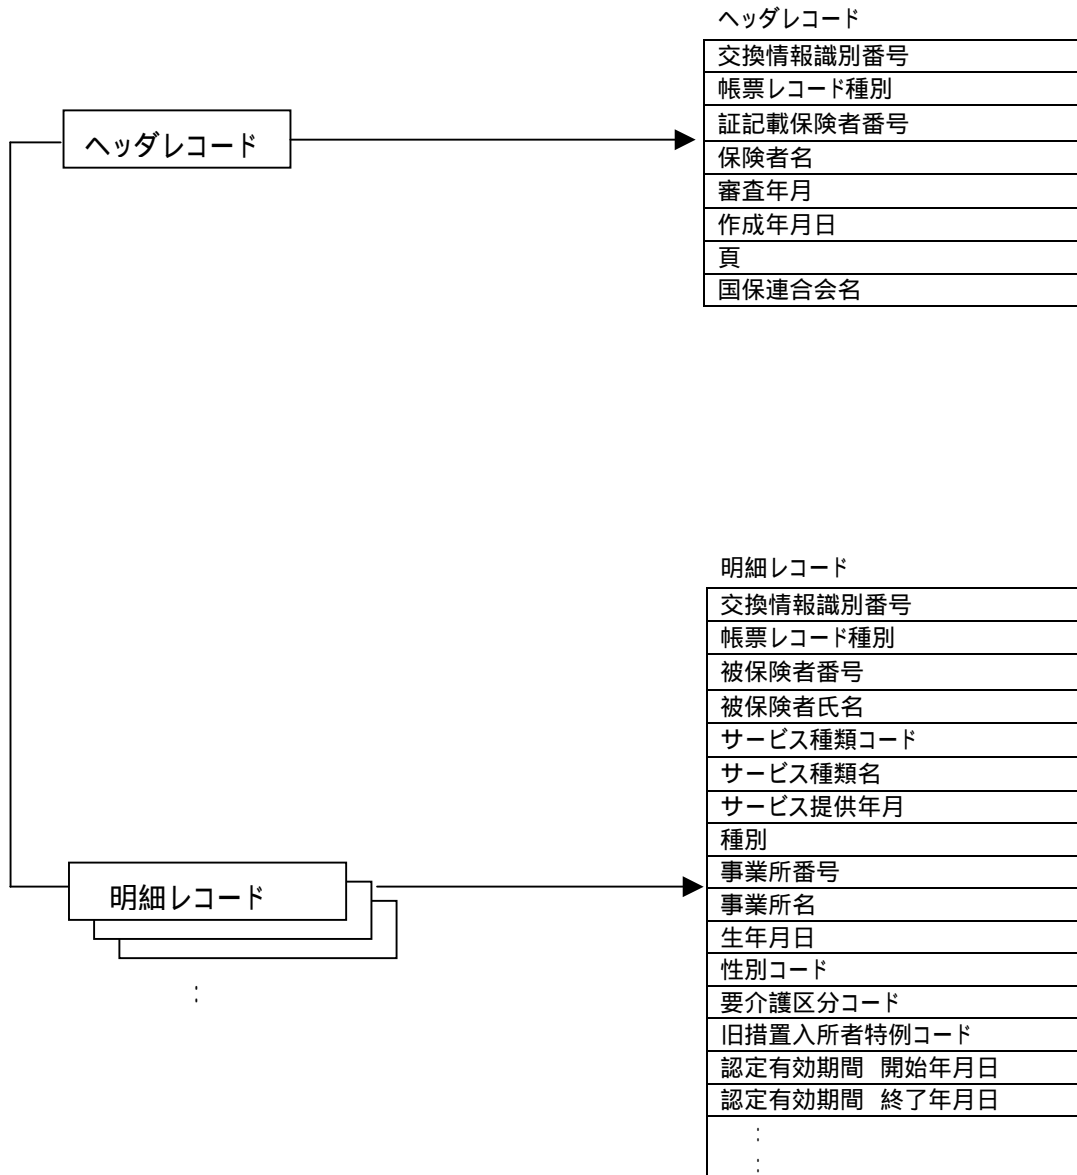 ヘッダレコード
ヘッダレコード
交換情報識別番号
帳票レコード種別
証記載保険者番号
保険者名
審査年月
作成年月日
頁
国保連合会名
明細レコード
：
明細レコード
交換情報識別番号
帳票レコード種別
被保険者番号
被保険者氏名
サービス種類コード
サービス種類名
サービス提供年月
種別
事業所番号
事業所名
生年月日
性別コード
要介護区分コード
旧措置入所者特例コード
認定有効期間　開始年月日
認定有効期間　終了年月日
：
：